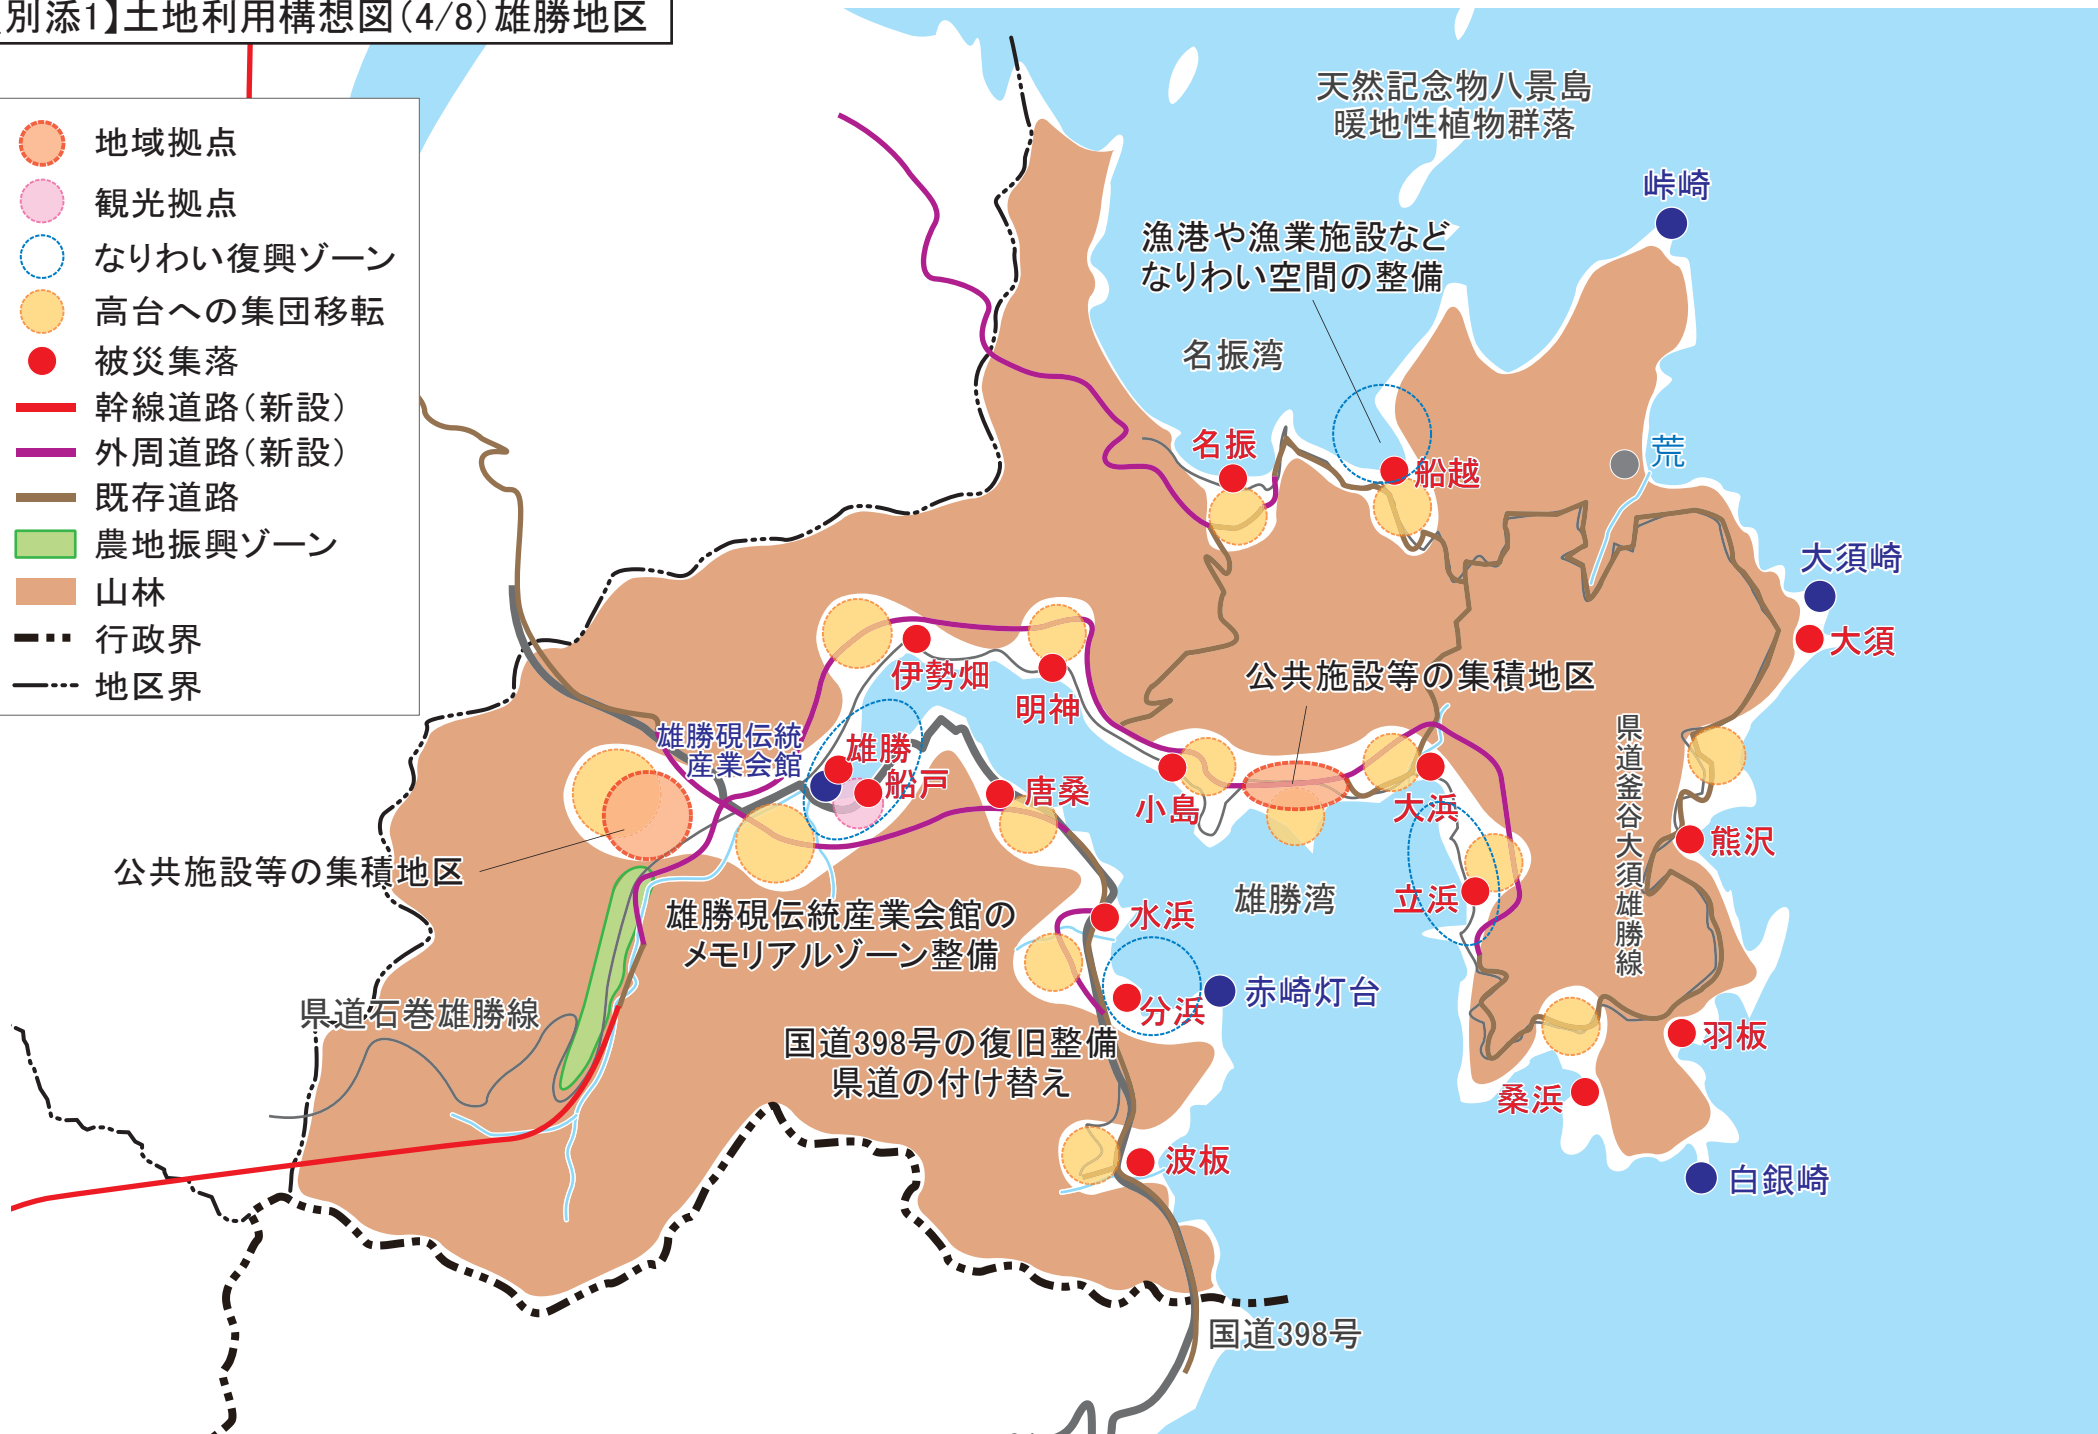 別添1】土地利用構想図(4/8)雄勝地区
地域拠点
観光拠点
なりわい復興ゾーン
高台への集団移転
被災集落
幹線道路(新設)
外周道路(新設)
既存道路
農地振興ゾーン
山林
行政界
地区界
天然記念物八景島
暖地性植物群落
峠崎
漁港や漁業施設など
なりわい空間の整備
名振湾
名振
船越
荒
大須崎
大須
伊勢畑
明神
公共施設等の集積地区
雄勝硯伝統
産業会館
雄勝
船戸
唐桑
小島
大浜
県道釜谷大須雄勝線
熊沢
公共施設等の集積地区
雄勝硯伝統産業会館の
メモリアルゾーン整備
水浜
雄勝湾
立浜
赤崎灯台
分浜
県道石巻雄勝線
国道398号の復旧整備
県道の付け替え
羽板
桑浜
波板
白銀崎
国道398号